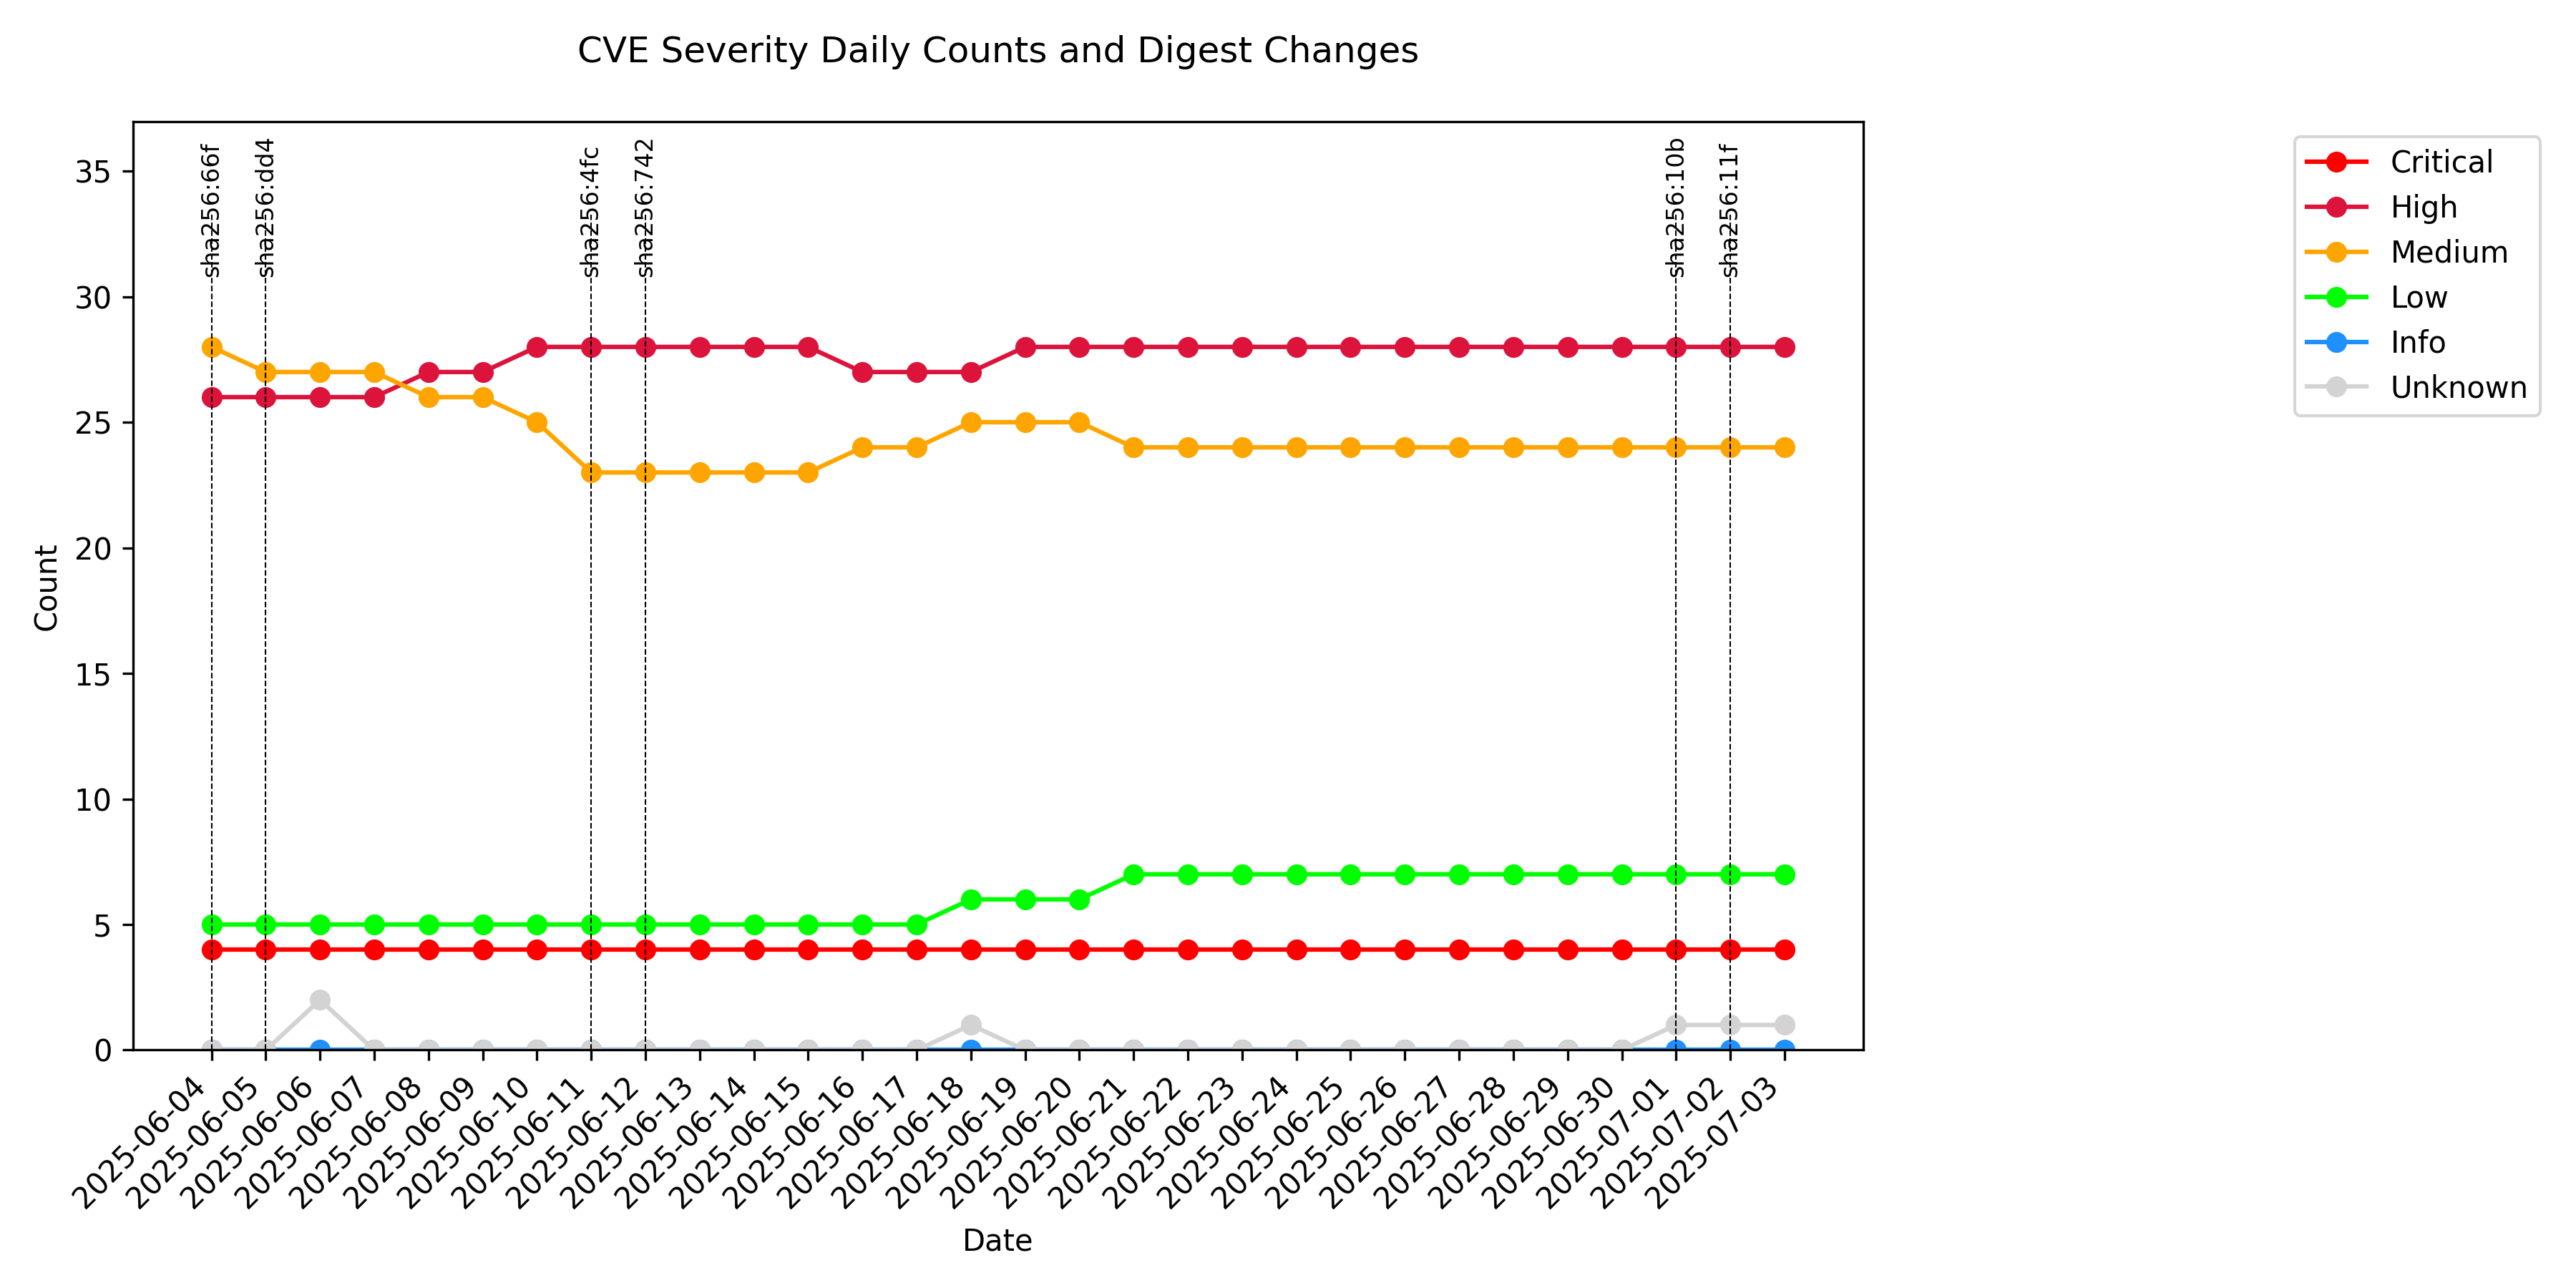 CVE Severity Daily Counts and Digest Changes
sha256:66f
sha256:dd4
sha256:4fc
sha256:742
sha256:10b
sha256:11f
Critical
High
Medium
Low
Info
Unknown
35
30
25
20
15
10
5
0
Count
2025-06-04
2025-06-05
2025-06-06
2025-06-07
2025-06-08
2025-06-09
2025-06-10
2025-06-11
2025-06-12
2025-06-13
2025-06-14
2025-06-15
2025-06-16
2025-06-17
2025-06-18
2025-06-19
2025-06-20
2025-06-21
2025-06-22
2025-06-23
2025-06-24
2025-06-25
2025-06-26
2025-06-27
2025-06-28
2025-06-29
2025-06-30
2025-07-01
2025-07-02
2025-07-03
Date